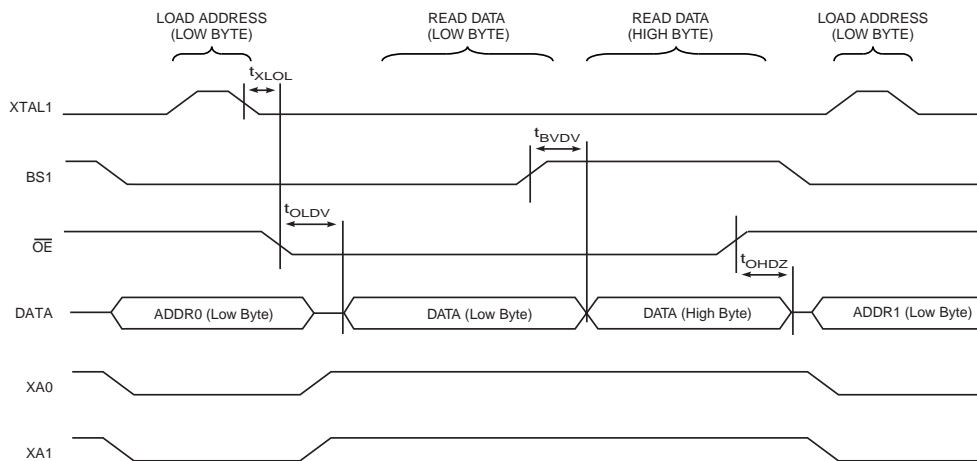 LOAD ADDRESS
(LOW BYTE)
READ DATA
(LOW BYTE)
READ DATA
(HIGH BYTE)
LOAD ADDRESS
(LOW BYTE)
tXLOL
XTAL1
tBVDV
BS1
tOLDV
OE
tOHDZ
DATA
ADDR0 (Low Byte)
DATA (Low Byte)
DATA (High Byte)
ADDR1 (Low Byte)
XA0
XA1